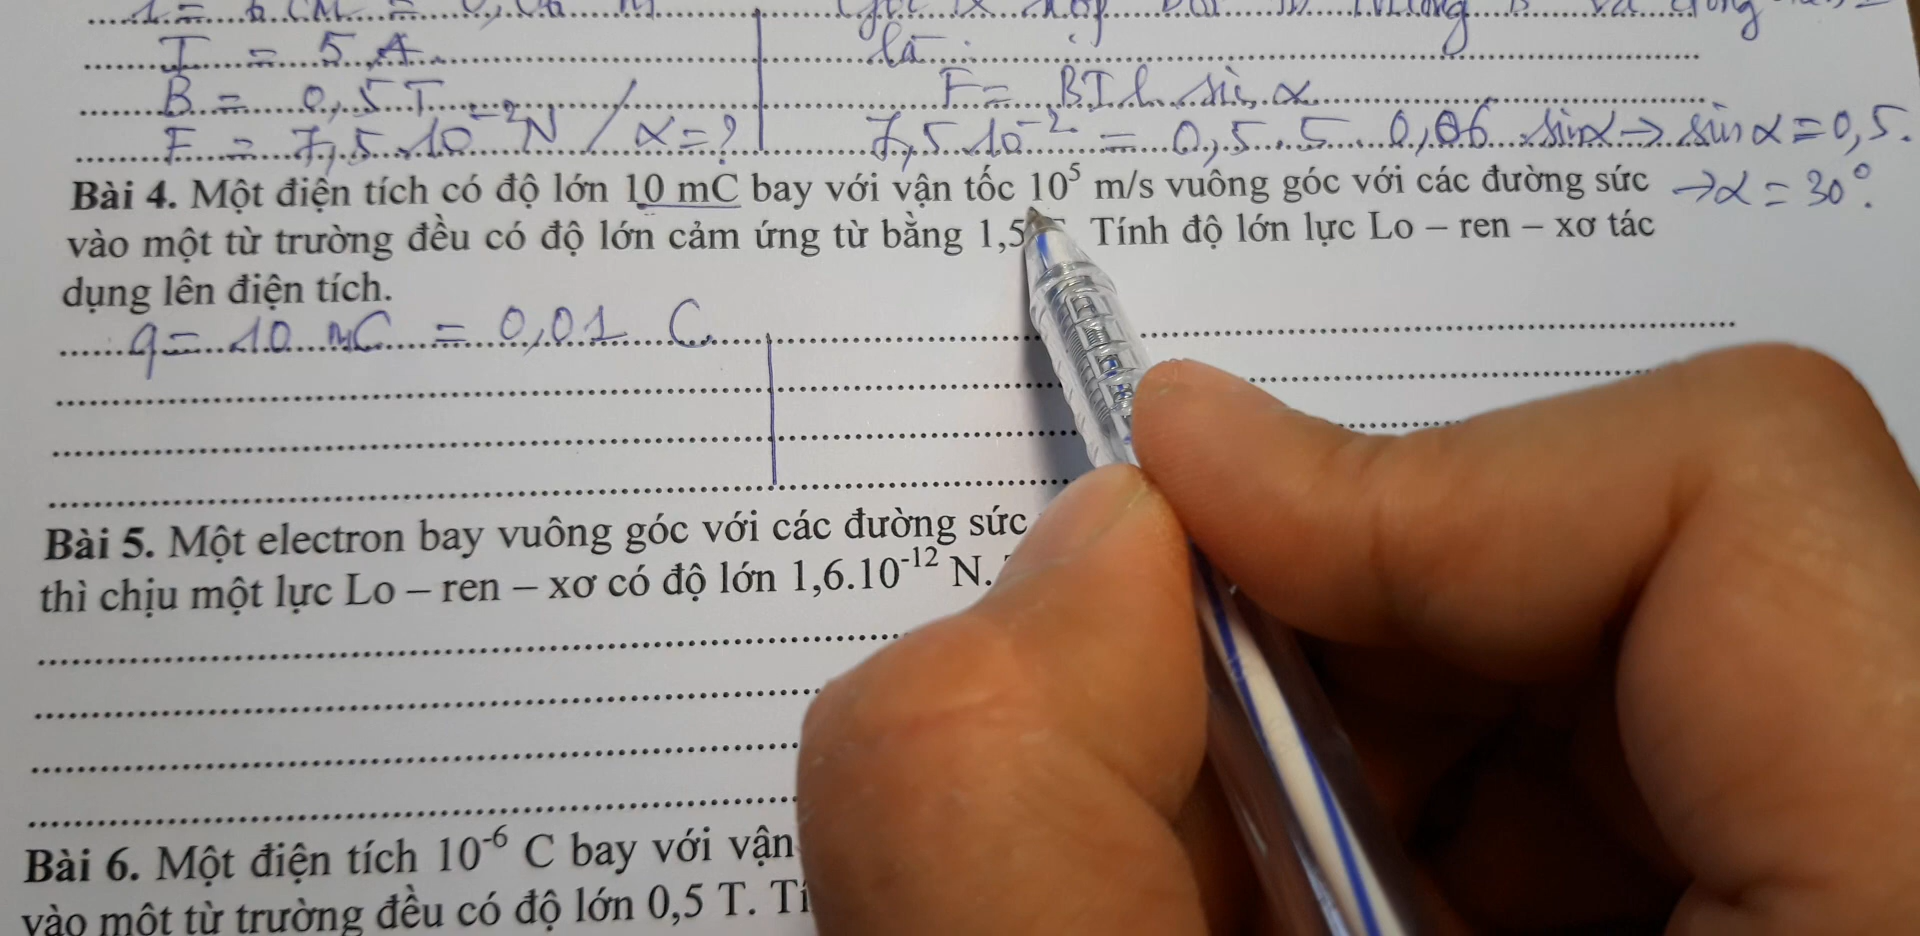 I = 5 A
là :
B = 0,5 T
F = BIl.sin α
F = 7,5.10⁻²N / α = ?
7,5.10⁻² = 0,5.5.0,06.sinα → sin α = 0,5.
→ α = 30°.
Bài 4. Một điện tích có độ lớn 10 mC bay với vận tốc 10⁵ m/s vuông góc với các đường sức
vào một từ trường đều có độ lớn cảm ứng từ bằng 1,5 Tính độ lớn lực Lo – ren – xơ tác
dụng lên điện tích.
q = 10 mC = 0,01 C
Bài 5. Một electron bay vuông góc với các đường sức
thì chịu một lực Lo – ren – xơ có độ lớn 1,6.10⁻¹² N.
Bài 6. Một điện tích 10⁻⁶ C bay với vận
vào một từ trường đều có độ lớn 0,5 T.